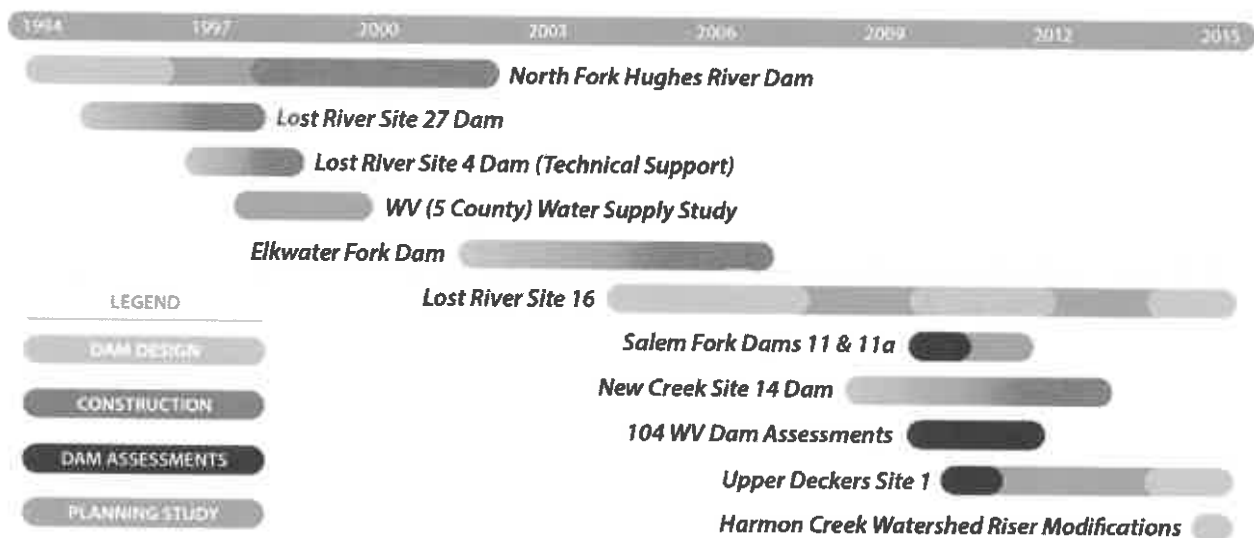 1994 1997 2000 2003 2006 2009 2012 2015
North Fork Hughes River Dam
Lost River Site 27 Dam
Lost River Site 4 Dam (Technical Support)
WV (5 County) Water Supply Study
Elkwater Fork Dam
Lost River Site 16
Salem Fork Dams 11 & 11a
New Creek Site 14 Dam
104 WV Dam Assessments
Upper Deckers Site 1
Harmon Creek Watershed Riser Modifications
LEGEND
DAM DESIGN
CONSTRUCTION
DAM ASSESSMENTS
PLANNING STUDY